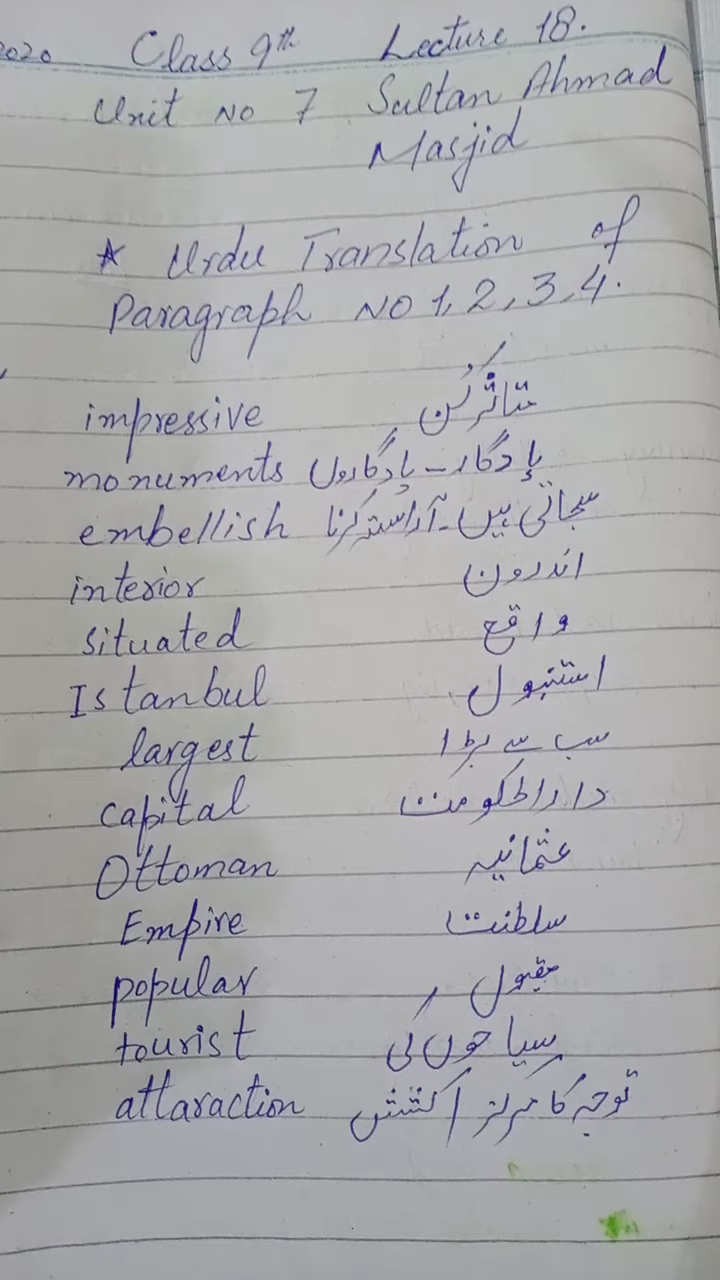 2020 Class 9th Lecture 18.
Unit No 7 Sultan Ahmad
Masjid
* Urdu Translation of
Paragraph No 1, 2, 3, 4.
impressive متاثر کُن
monuments یادگار - یادگاروں
embellish سجاتی ہیں - آراستہ کرنا
interior اندرون
situated واقع
Istanbul استنبول
largest سب سے بڑا
capital دارالحکومت
Ottoman عثمانیہ
Empire سلطنت
popular مقبول
tourist سیاحوں کی
attaraction توجہ کا مرکز / کشش